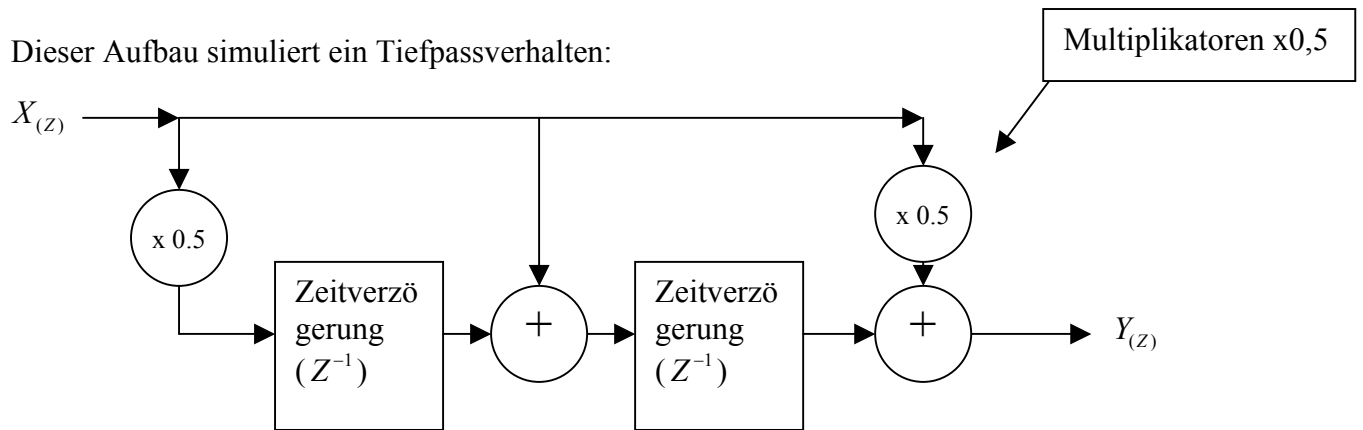 Multiplikatoren x0,5
Dieser Aufbau simuliert ein Tiefpassverhalten:
X(Z)
x 0.5
x 0.5
Zeitverzö
gerung
(Z⁻¹)
+
Zeitverzö
gerung
(Z⁻¹)
+
Y(Z)